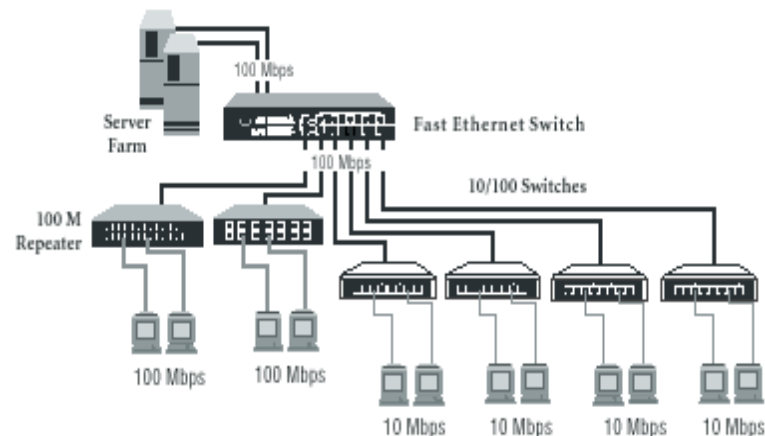 100 Mbps
Server
Farm
Fast Ethernet Switch
100 Mbps
10/100 Switches
100 M
Repeater
100 Mbps
100 Mbps
10 Mbps
10 Mbps
10 Mbps
10 Mbps